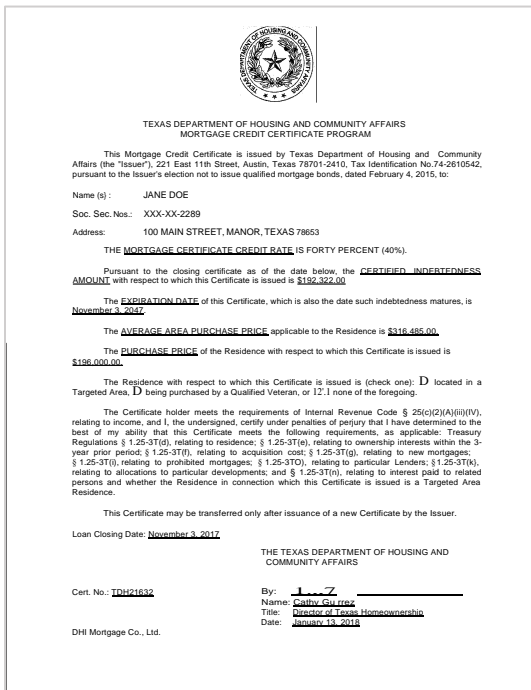 TEXAS DEPARTMENT OF HOUSING AND COMMUNITY AFFAIRS
MORTGAGE CREDIT CERTIFICATE PROGRAM
This Mortgage Credit Certificate is issued by Texas Department of Housing and Community
Affairs (the "Issuer"), 221 East 11th Street, Austin, Texas 78701-2410, Tax Identification No.74-2610542,
pursuant to the Issuer's election not to issue qualified mortgage bonds, dated February 4, 2015, to:
Name (s) : JANE DOE
Soc. Sec. Nos.: XXX-XX-2289
Address: 100 MAIN STREET, MANOR, TEXAS 78653
THE MORTGAGE CERTIFICATE CREDIT RATE IS FORTY PERCENT (40%).
Pursuant to the closing certificate as of the date below, the CERTIFIED INDEBTEDNESS
AMOUNT with respect to which this Certificate is issued is $192,322.00
The EXPIRATION DATE of this Certificate, which is also the date such indebtedness matures, is
November 3, 2047.
The AVERAGE AREA PURCHASE PRICE applicable to the Residence is $316,485.00.
The PURCHASE PRICE of the Residence with respect to which this Certificate is issued is
$196,000.00.
The Residence with respect to which this Certificate is issued is (check one): D located in a
Targeted Area, D being purchased by a Qualified Veteran, or 12'.1 none of the foregoing.
The Certificate holder meets the requirements of Internal Revenue Code § 25(c)(2)(A)(iii)(IV),
relating to income, and I, the undersigned, certify under penalties of perjury that I have determined to the
best of my ability that this Certificate meets the following requirements, as applicable: Treasury
Regulations § 1.25-3T(d), relating to residence; § 1.25-3T(e), relating to ownership interests within the 3-
year prior period; § 1.25-3T(f), relating to acquisition cost; § 1.25-3T(g), relating to new mortgages;
§ 1.25-3T(i), relating to prohibited mortgages; § 1.25-3TO), relating to particular Lenders; § 1.25-3T(k),
relating to allocations to particular developments; and § 1.25-3T(n), relating to interest paid to related
persons and whether the Residence in connection which this Certificate is issued is a Targeted Area
Residence.
This Certificate may be transferred only after issuance of a new Certificate by the Issuer.
Loan Closing Date: November 3, 2017
THE TEXAS DEPARTMENT OF HOUSING AND
COMMUNITY AFFAIRS
Cert. No.: TDH21632
By: 1...7
Name: Cathy Gu rrez
Title: Director of Texas Homeownership
Date: January 13, 2018
DHI Mortgage Co., Ltd.